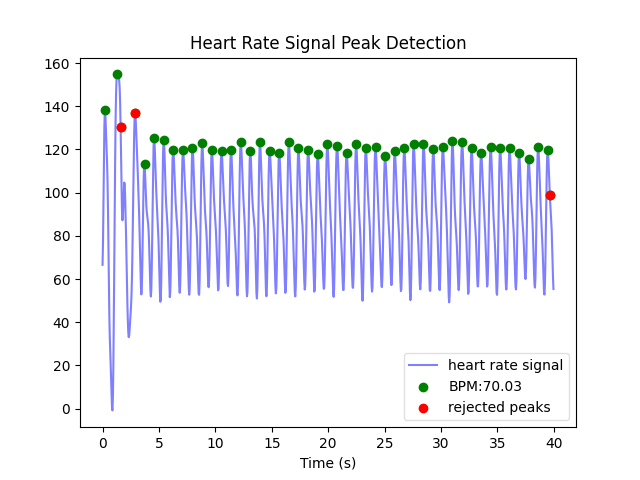 Heart Rate Signal Peak Detection
160
140
120
100
80
60
40
20
0
0 5 10 15 20 25 30 35 40
Time (s)
heart rate signal
BPM:70.03
rejected peaks